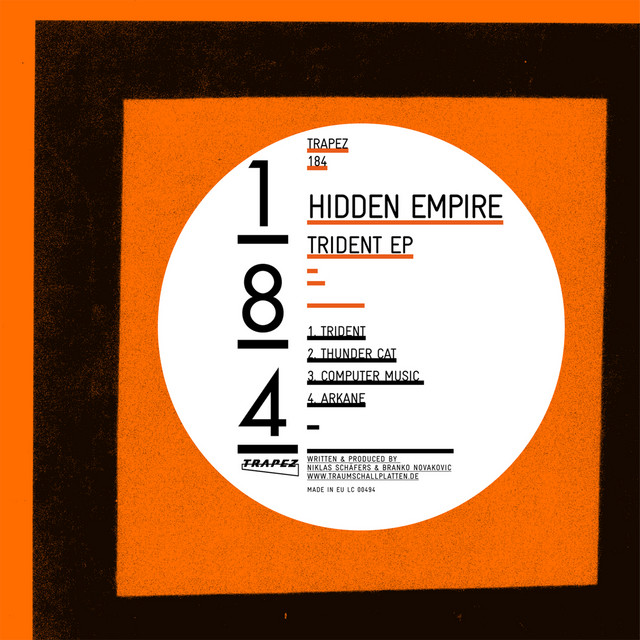 1
8
4
TRAPEZ
TRAPEZ
184
HIDDEN EMPIRE
TRIDENT EP
1. TRIDENT
2. THUNDER CAT
3. COMPUTER MUSIC
4. ARKANE
WRITTEN & PRODUCED BY
NIKLAS SCHÄFERS & BRANKO NOVAKOVIC
WWW.TRAUMSCHALLPLATTEN.DE
MADE IN EU LC 00494